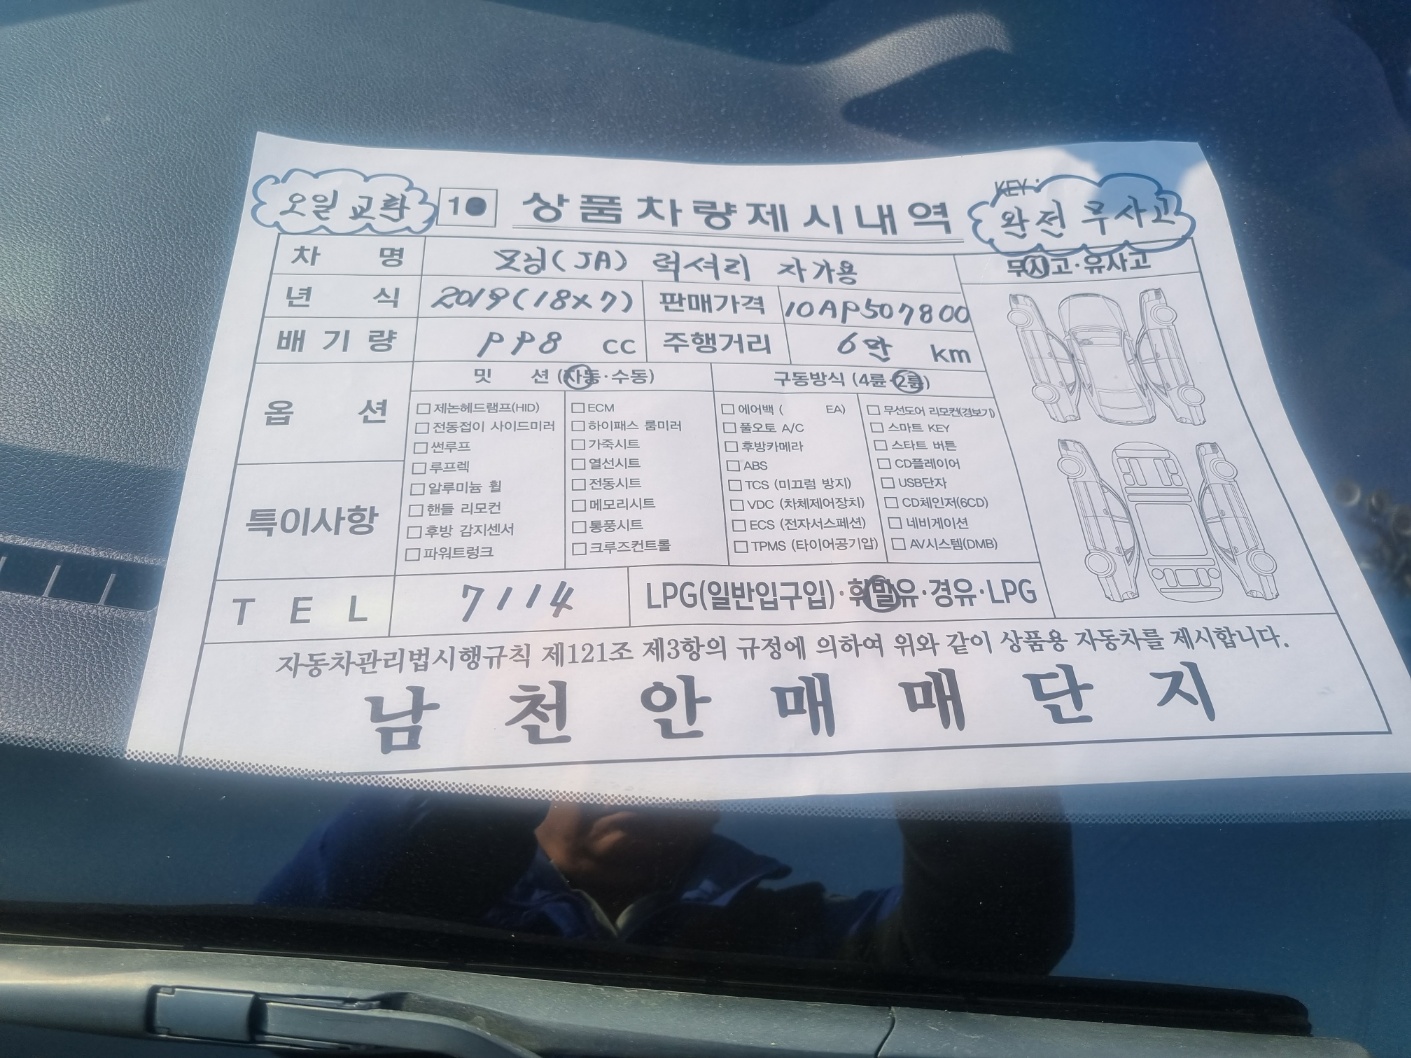 오일 교환
1● 상품차량제시내역
KEY :
완전 무사고
차 명 모닝(JA) 럭셔리 자가용
무사고·유사고
년 식 2019(18x7) 판매가격 10AP507800
배기량 PP8 cc 주행거리 6만 km
옵 션
밋 션 (자동·수동) 구동방식 (4륜·2륜)
□ 제논헤드램프(HID) □ ECM □ 에어백 ( EA) □ 무선도어 리모컨(경보기)
□ 전동접이 사이드미러 □ 하이패스 룸미러 □ 풀오토 A/C □ 스마트 KEY
□ 썬루프 □ 가죽시트 □ 후방카메라 □ 스타트 버튼
□ 루프렉 □ 열선시트 □ ABS □ CD플레이어
□ 알루미늄 휠 □ 전동시트 □ TCS (미끄럼 방지) □ USB단자
특이사항
□ 핸들 리모컨 □ 메모리시트 □ VDC (차체제어장치) □ CD체인저(6CD)
□ 후방 감지센서 □ 통풍시트 □ ECS (전자서스페션) □ 네비게이션
□ 파워트렁크 □ 크루즈컨트롤 □ TPMS (타이어공기압) □ AV시스템(DMB)
T E L 7114 LPG(일반입구입)·휘발유·경유·LPG
자동차관리법시행규칙 제121조 제3항의 규정에 의하여 위와 같이 상품용 자동차를 제시합니다.
남천안매매단지